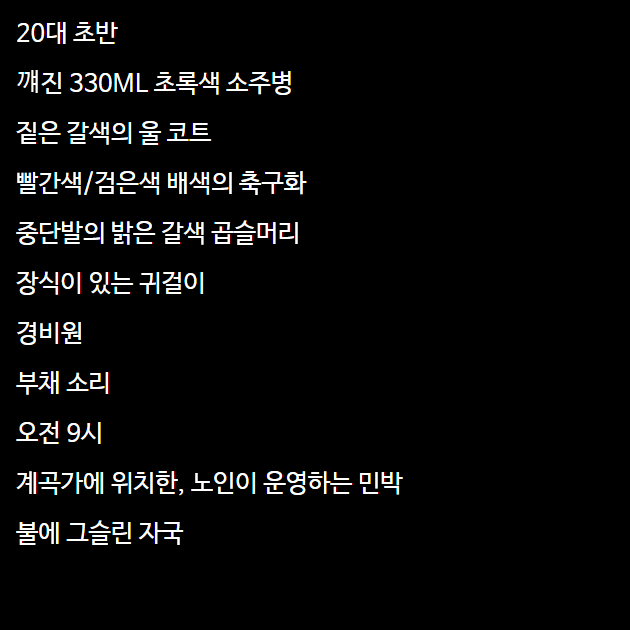 20대 초반
꺠진 330ML 초록색 소주병
짙은 갈색의 울 코트
빨간색/검은색 배색의 축구화
중단발의 밝은 갈색 곱슬머리
장식이 있는 귀걸이
경비원
부채 소리
오전 9시
계곡가에 위치한, 노인이 운영하는 민박
불에 그슬린 자국